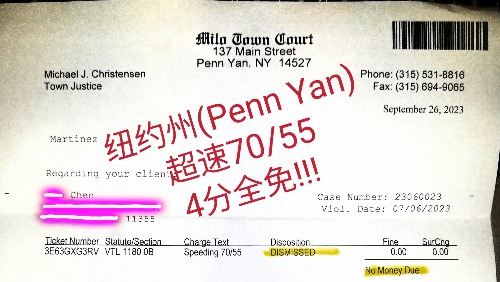 Milo Town Court
137 Main Street
Penn Yan, NY 14527
Michael J. Christensen
Town Justice
Phone: (315) 531-8816
Fax: (315) 694-9065
September 26, 2023
纽约州(Penn Yan)
超速70/55
4分全免!!!
Martinez
Regarding your clien
Chen
11355
Case Number: 23060023
Viol. Date: 07/06/2023
Ticket Number Statute/Section Charge Text Disposition Fine SurChg
3E63GXG3RV VTL 1180 0B Speeding 70/55 DISMISSED 0.00 0.00
No Money Due